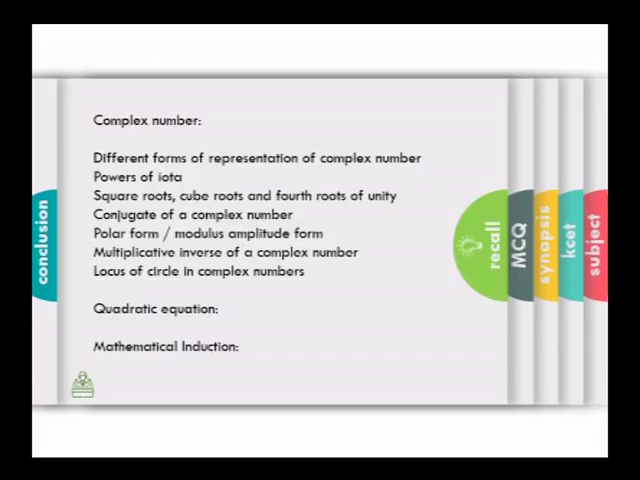 Complex number:
Different forms of representation of complex number
Powers of iota
Square roots, cube roots and fourth roots of unity
Conjugate of a complex number
Polar form / modulus amplitude form
Multiplicative inverse of a complex number
Locus of circle in complex numbers
Quadratic equation:
Mathematical Induction:
conclusion
recall
MCQ
synopsis
kcet
subject